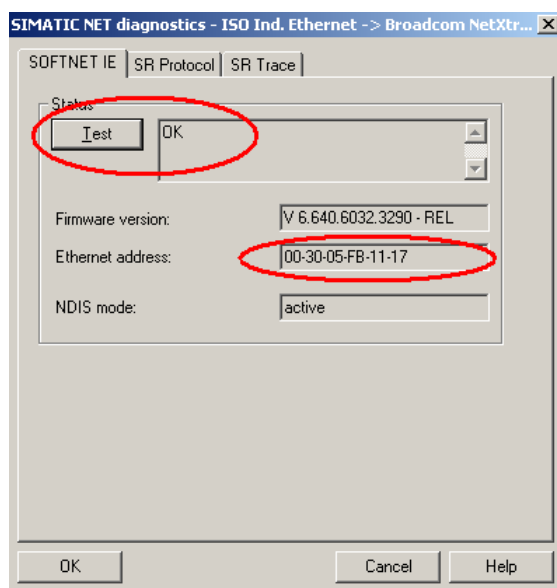 SIMATIC NET diagnostics - ISO Ind. Ethernet -> Broadcom NetXtr...
SOFTNET IE SR Protocol SR Trace
Status
Test OK
Firmware version: V 6.640.6032.3290 - REL
Ethernet address: 00-30-05-FB-11-17
NDIS mode: active
OK Cancel Help